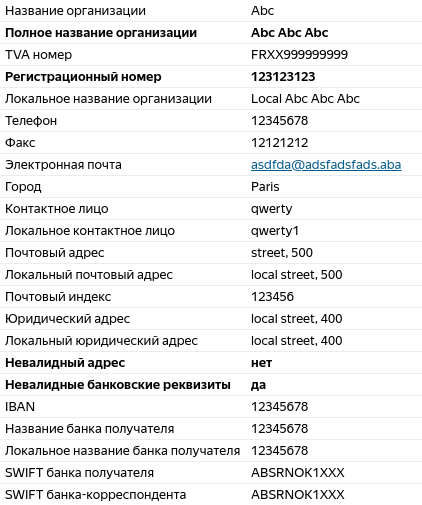 Название организации Abc
Полное название организации Abc Abc Abc
TVA номер FRXX999999999
Регистрационный номер 123123123
Локальное название организации Local Abc Abc Abc
Телефон 12345678
Факс 12121212
Электронная почта asdfda@adsfadsfads.aba
Город Paris
Контактное лицо qwerty
Локальное контактное лицо qwerty1
Почтовый адрес street, 500
Локальный почтовый адрес local street, 500
Почтовый индекс 123456
Юридический адрес local street, 400
Локальный юридический адрес local street, 400
Невалидный адрес нет
Невалидные банковские реквизиты да
IBAN 12345678
Название банка получателя 12345678
Локальное название банка получателя 12345678
SWIFT банка получателя ABSRNOK1XXX
SWIFT банка-корреспондента ABSRNOK1XXX